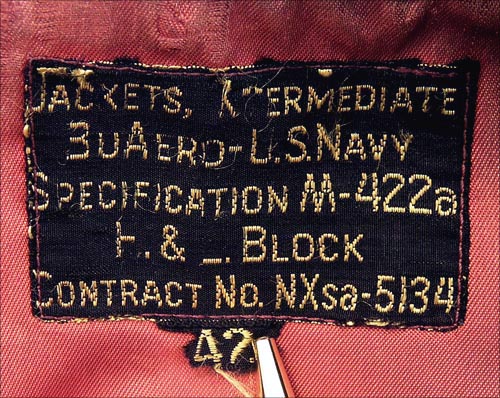 JACKETS, INTERMEDIATE
BUAERO-U.S.NAVY
SPECIFICATION M-422a
H. & L. BLOCK
CONTRACT No. NXsa-5134
42